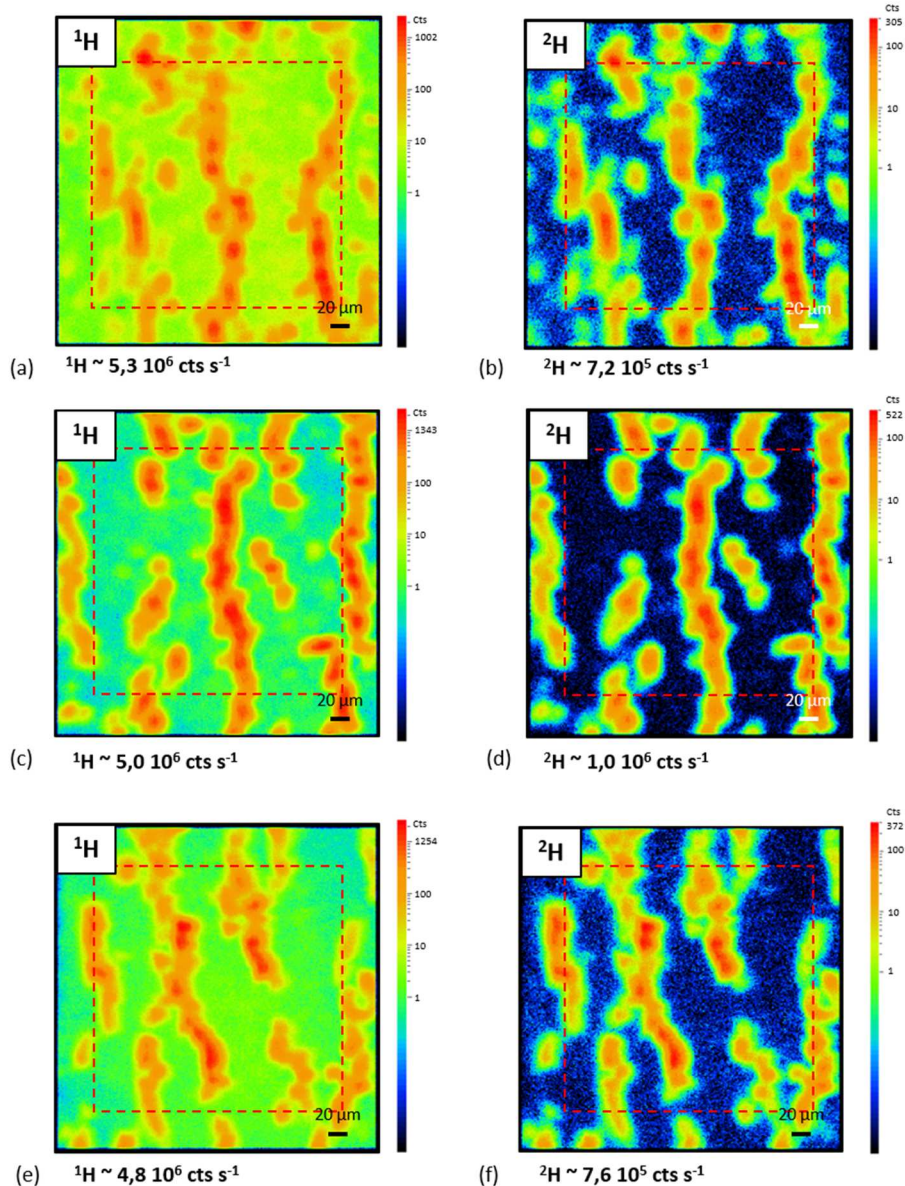 ¹H
Cts
1002
100
10
1
20 µm
(a) ¹H ~ 5,3 10⁶ cts s⁻¹
²H
Cts
305
100
10
1
20 µm
(b) ²H ~ 7,2 10⁵ cts s⁻¹
¹H
Cts
1343
100
10
1
20 µm
(c) ¹H ~ 5,0 10⁶ cts s⁻¹
²H
Cts
522
100
10
1
20 µm
(d) ²H ~ 1,0 10⁶ cts s⁻¹
¹H
Cts
1254
100
10
1
20 µm
(e) ¹H ~ 4,8 10⁶ cts s⁻¹
²H
Cts
372
100
10
1
20 µm
(f) ²H ~ 7,6 10⁵ cts s⁻¹